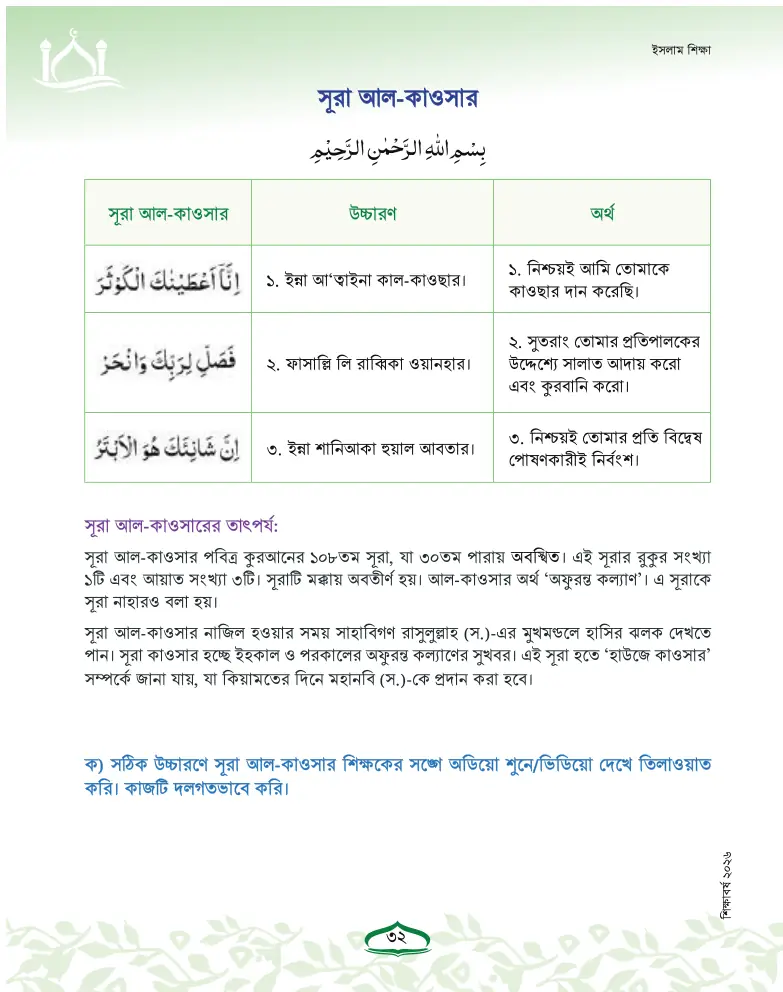 ইসলাম শিক্ষা
সূরা আল-কাওসার
بِسْمِ اللهِ الرَّحْمٰنِ الرَّحِيْمِ
সূরা আল-কাওসার উচ্চারণ অর্থ
اِنَّاۤ اَعْطَيْنٰكَ الْكَوْثَرَ
১. ইন্না আ‘ত্বাইনা কাল-কাওছার।
১. নিশ্চয়ই আমি তোমাকে
কাওছার দান করেছি।
فَصَلِّ لِرَبِّكَ وَانْحَرْ
২. ফাসাল্লি লি রাব্বিকা ওয়ানহার।
২. সুতরাং তোমার প্রতিপালকের
উদ্দেশ্যে সালাত আদায় করো
এবং কুরবানি করো।
اِنَّ شَانِئَكَ هُوَ الْاَبْتَرُ
৩. ইন্না শানিআকা হুয়াল আবতার।
৩. নিশ্চয়ই তোমার প্রতি বিদ্বেষ
পোষণকারীই নির্বংশ।
সূরা আল-কাওসারের তাৎপর্য:
সূরা আল-কাওসার পবিত্র কুরআনের ১০৮তম সূরা, যা ৩০তম পারায় অবস্থিত। এই সূরার রুকুর সংখ্যা
১টি এবং আয়াত সংখ্যা ৩টি। সূরাটি মক্কায় অবতীর্ণ হয়। আল-কাওসার অর্থ ‘অফুরন্ত কল্যাণ’। এ সূরাকে
সূরা নাহারও বলা হয়।
সূরা আল-কাওসার নাজিল হওয়ার সময় সাহাবিগণ রাসুলুল্লাহ (স.)-এর মুখমন্ডলে হাসির ঝলক দেখতে
পান। সূরা কাওসার হচ্ছে ইহকাল ও পরকালের অফুরন্ত কল্যাণের সুখবর। এই সূরা হতে ‘হাউজে কাওসার’
সম্পর্কে জানা যায়, যা কিয়ামতের দিনে মহানবি (স.)-কে প্রদান করা হবে।
ক) সঠিক উচ্চারণে সূরা আল-কাওসার শিক্ষকের সঙ্গে অডিয়ো শুনে/ভিডিয়ো দেখে তিলাওয়াত
করি। কাজটি দলগতভাবে করি।
শিক্ষাবর্ষ ২০২৬
৩২